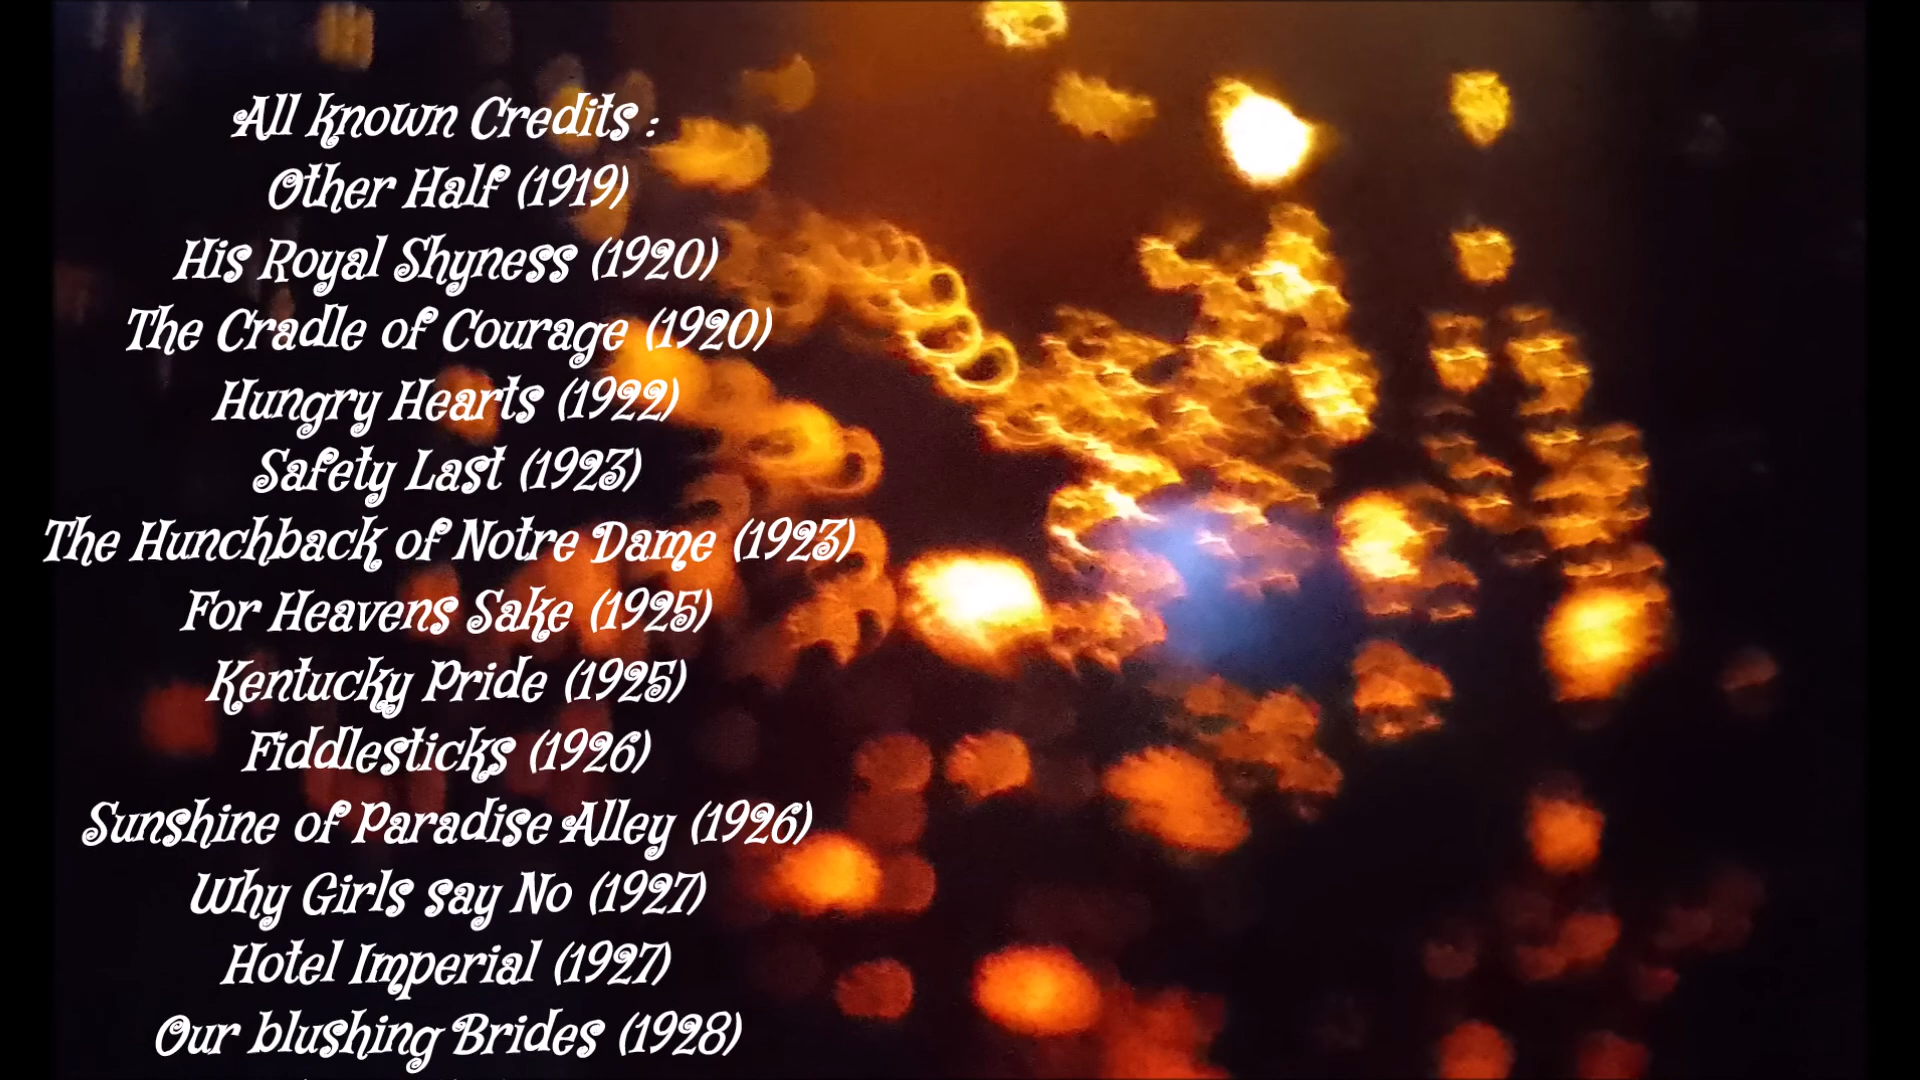 All known Credits :
Other Half (1919)
His Royal Shyness (1920)
The Cradle of Courage (1920)
Hungry Hearts (1922)
Safety Last (1923)
The Hunchback of Notre Dame (1923)
For Heavens Sake (1925)
Kentucky Pride (1925)
Fiddlesticks (1926)
Sunshine of Paradise Alley (1926)
Why Girls say No (1927)
Hotel Imperial (1927)
Our blushing Brides (1928)